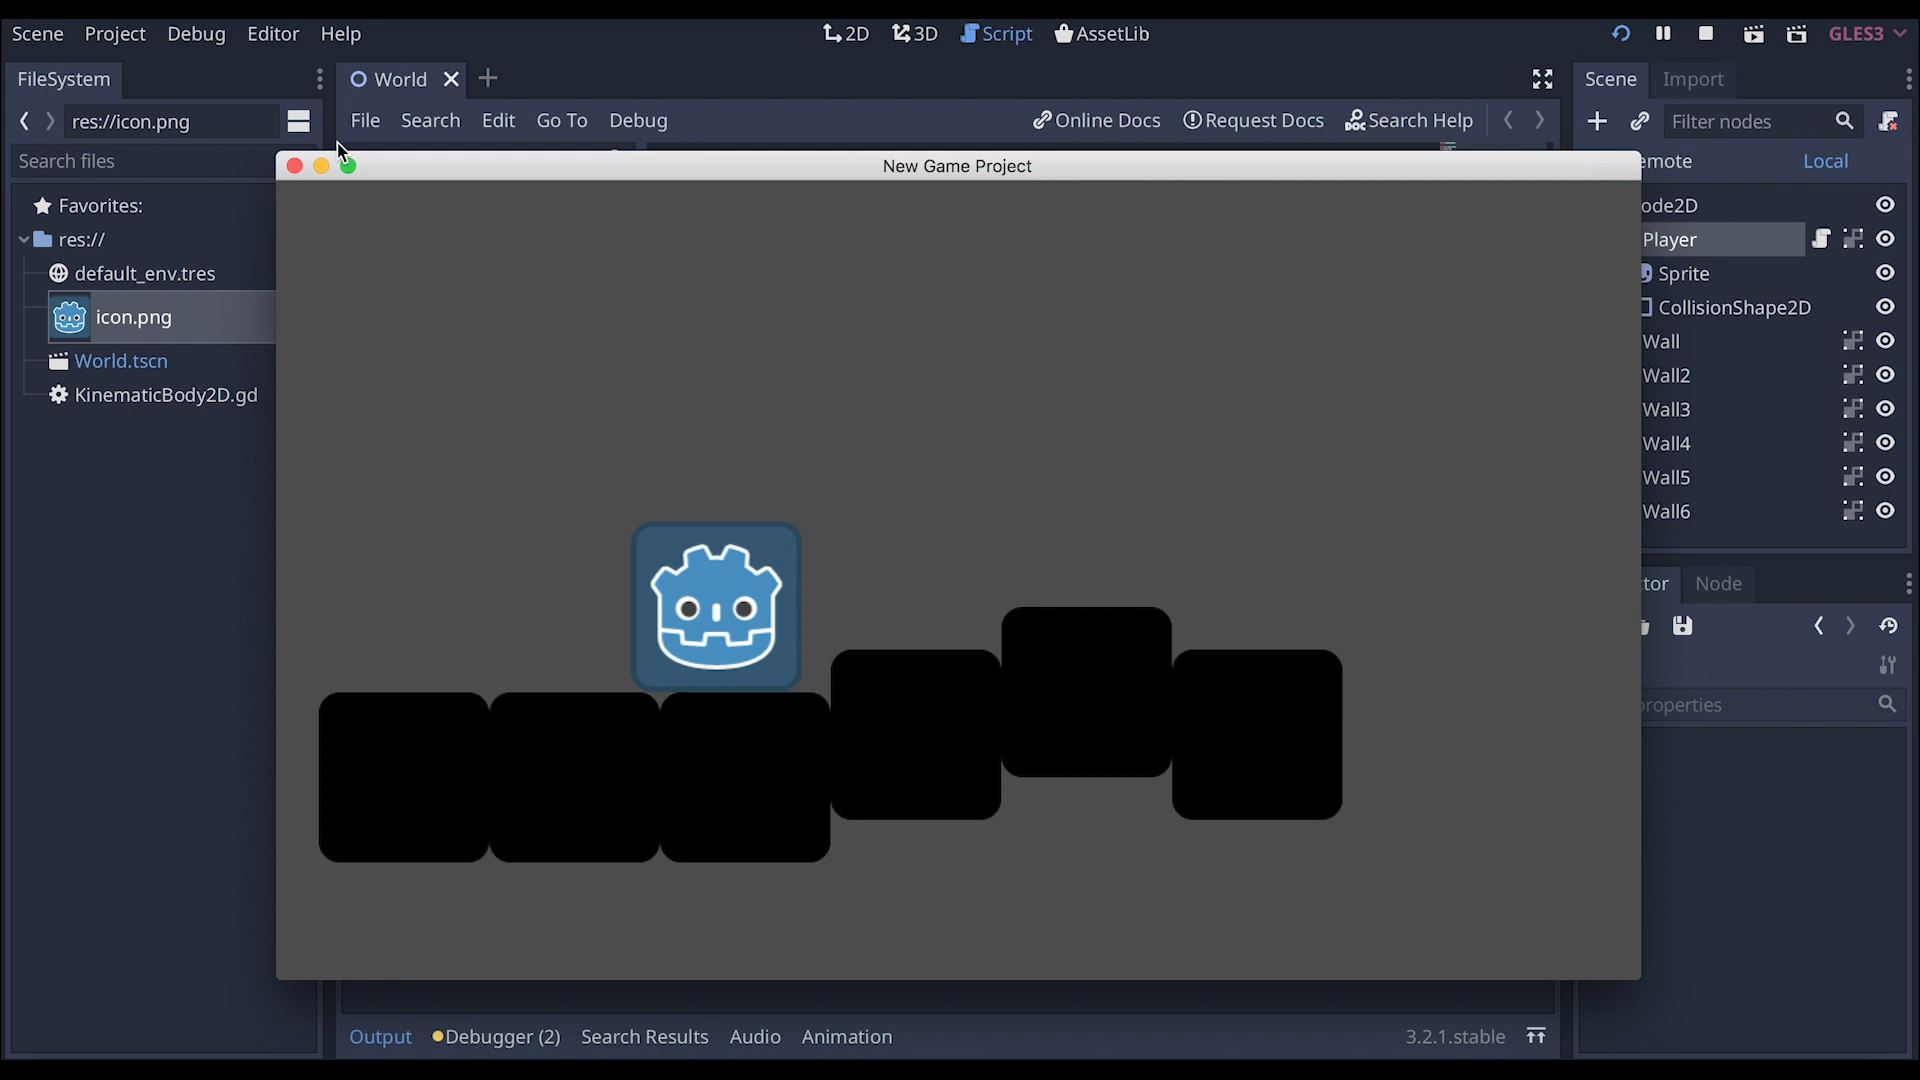 Scene Project Debug Editor Help
2D 3D Script AssetLib
GLES3
FileSystem
World
Scene Import
res://icon.png
File Search Edit Go To Debug
Online Docs Request Docs Search Help
Filter nodes
Search files
New Game Project
emote Local
Favorites:
res://
default_env.tres
icon.png
World.tscn
KinematicBody2D.gd
ode2D
Player
Sprite
CollisionShape2D
Wall
Wall2
Wall3
Wall4
Wall5
Wall6
tor Node
properties
Output Debugger (2) Search Results Audio Animation
3.2.1.stable